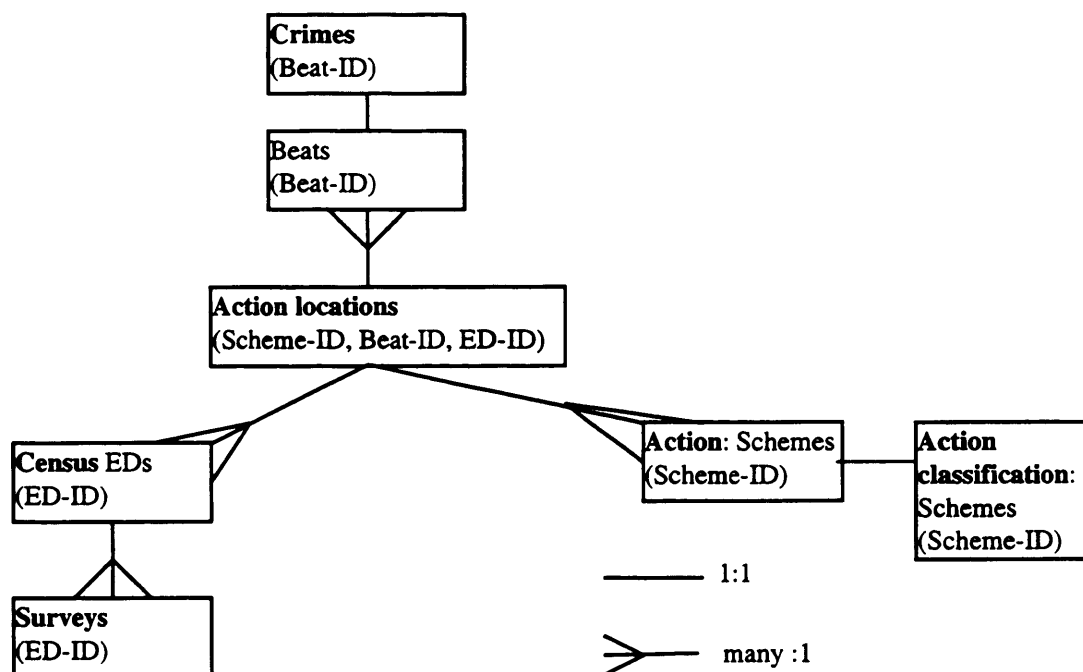 Crimes
(Beat-ID)
Beats
(Beat-ID)
Action locations
(Scheme-ID, Beat-ID, ED-ID)
Census EDs
(ED-ID)
Action: Schemes
(Scheme-ID)
Action
classification:
Schemes
(Scheme-ID)
Surveys
(ED-ID)
1:1
many :1